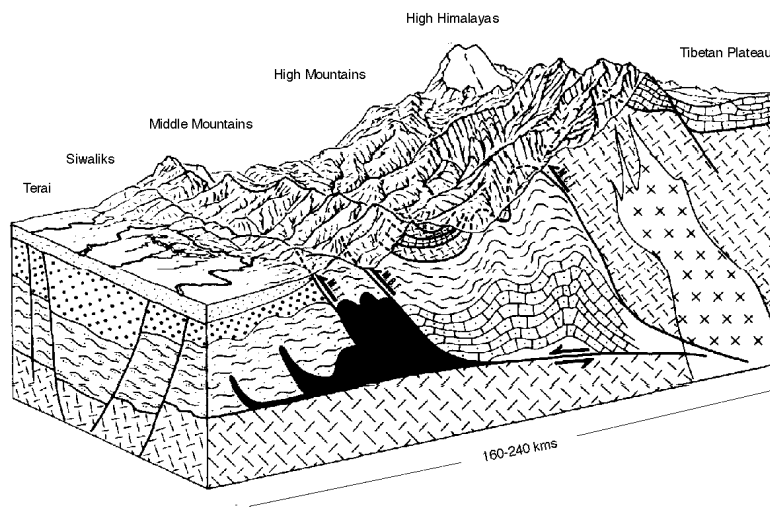 High Himalayas
Tibetan Plateau
High Mountains
Middle Mountains
Siwaliks
Terai
160-240 kms